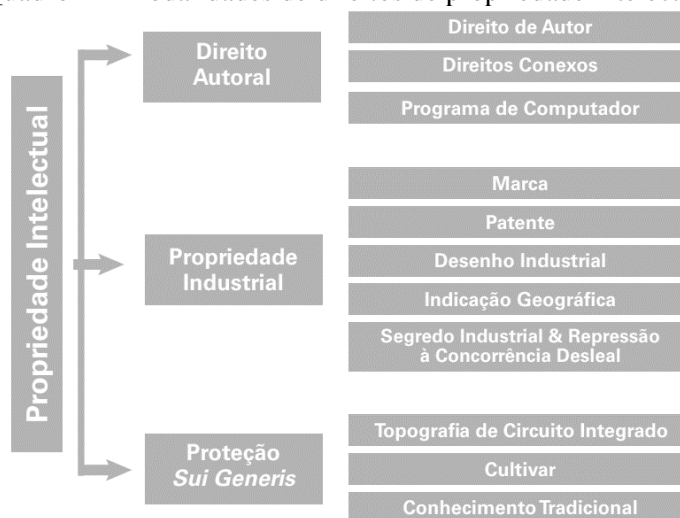 Propriedade Intelectual
Direito
Autoral
Direito de Autor
Direitos Conexos
Programa de Computador
Propriedade
Industrial
Marca
Patente
Desenho Industrial
Indicação Geográfica
Segredo Industrial & Repressão
à Concorrência Desleal
Proteção
Sui Generis
Topografia de Circuito Integrado
Cultivar
Conhecimento Tradicional